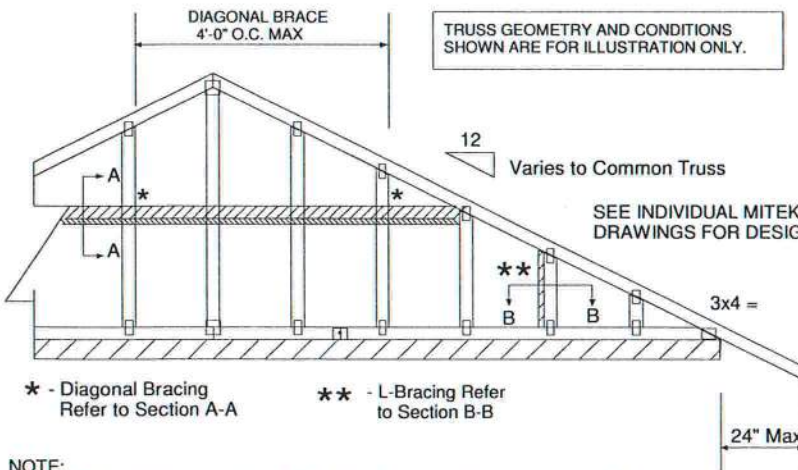 DIAGONAL BRACE
4'-0" O.C. MAX
TRUSS GEOMETRY AND CONDITIONS
SHOWN ARE FOR ILLUSTRATION ONLY.
12
Varies to Common Truss
A
*
*
A
SEE INDIVIDUAL MITEK
DRAWINGS FOR DESIG
**
B
B
3x4 =
* - Diagonal Bracing
Refer to Section A-A
** - L-Bracing Refer
to Section B-B
24" Max
NOTE: